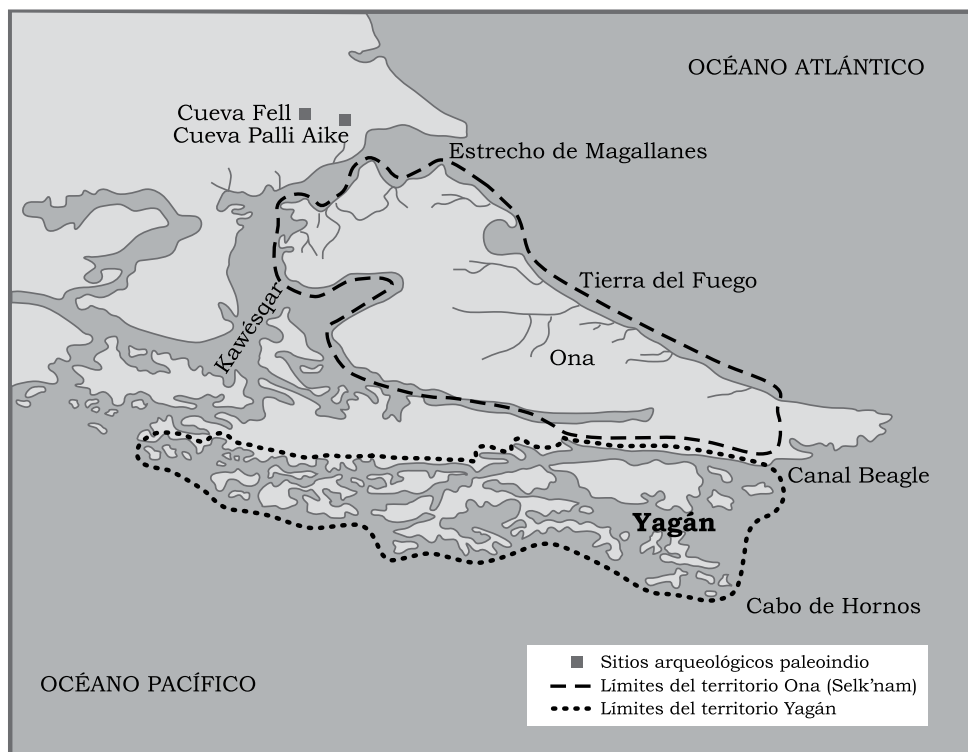 OCÉANO ATLÁNTICO
Cueva Fell
Cueva Palli Aike
Estrecho de Magallanes
Tierra del Fuego
Kawésqar
Ona
Canal Beagle
Yagán
Cabo de Hornos
OCÉANO PACÍFICO
Sitios arqueológicos paleoindio
Límites del territorio Ona (Selk'nam)
Límites del territorio Yagán